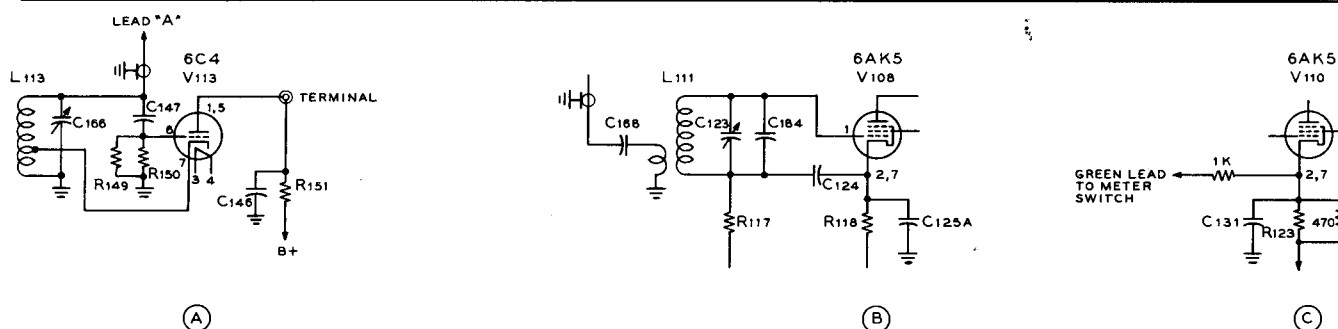 LEAD "A"
6C4
V113
L113
C166
C147
1,5
TERMINAL
6
7
3 4
R149
R150
C146
R151
B+
A
6AK5
V108
L111
C168
C123
C184
1
2,7
C124
R117
R118
C125A
B
6AK5
V110
1K
2,7
GREEN LEAD
TO METER
SWITCH
C131
R123
470
C